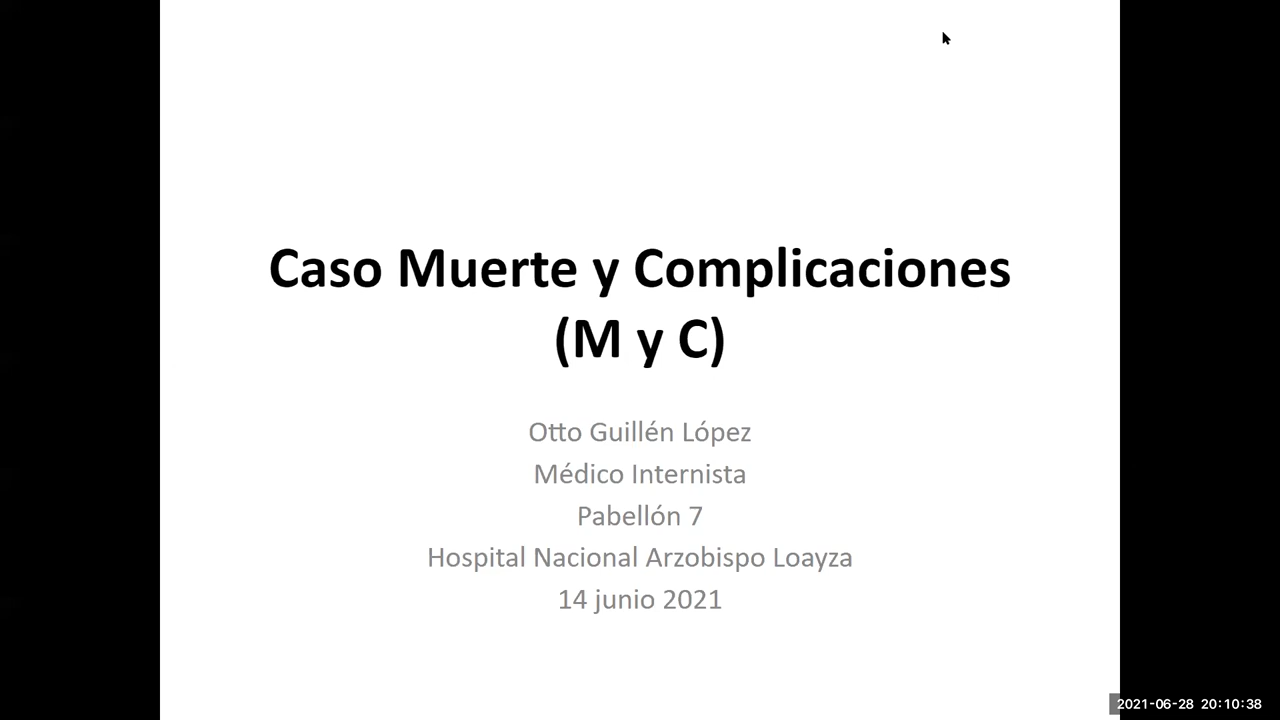 Caso Muerte y Complicaciones
(M y C)
Otto Guillén López
Médico Internista
Pabellón 7
Hospital Nacional Arzobispo Loayza
14 junio 2021
2021-06-28 20:10:38